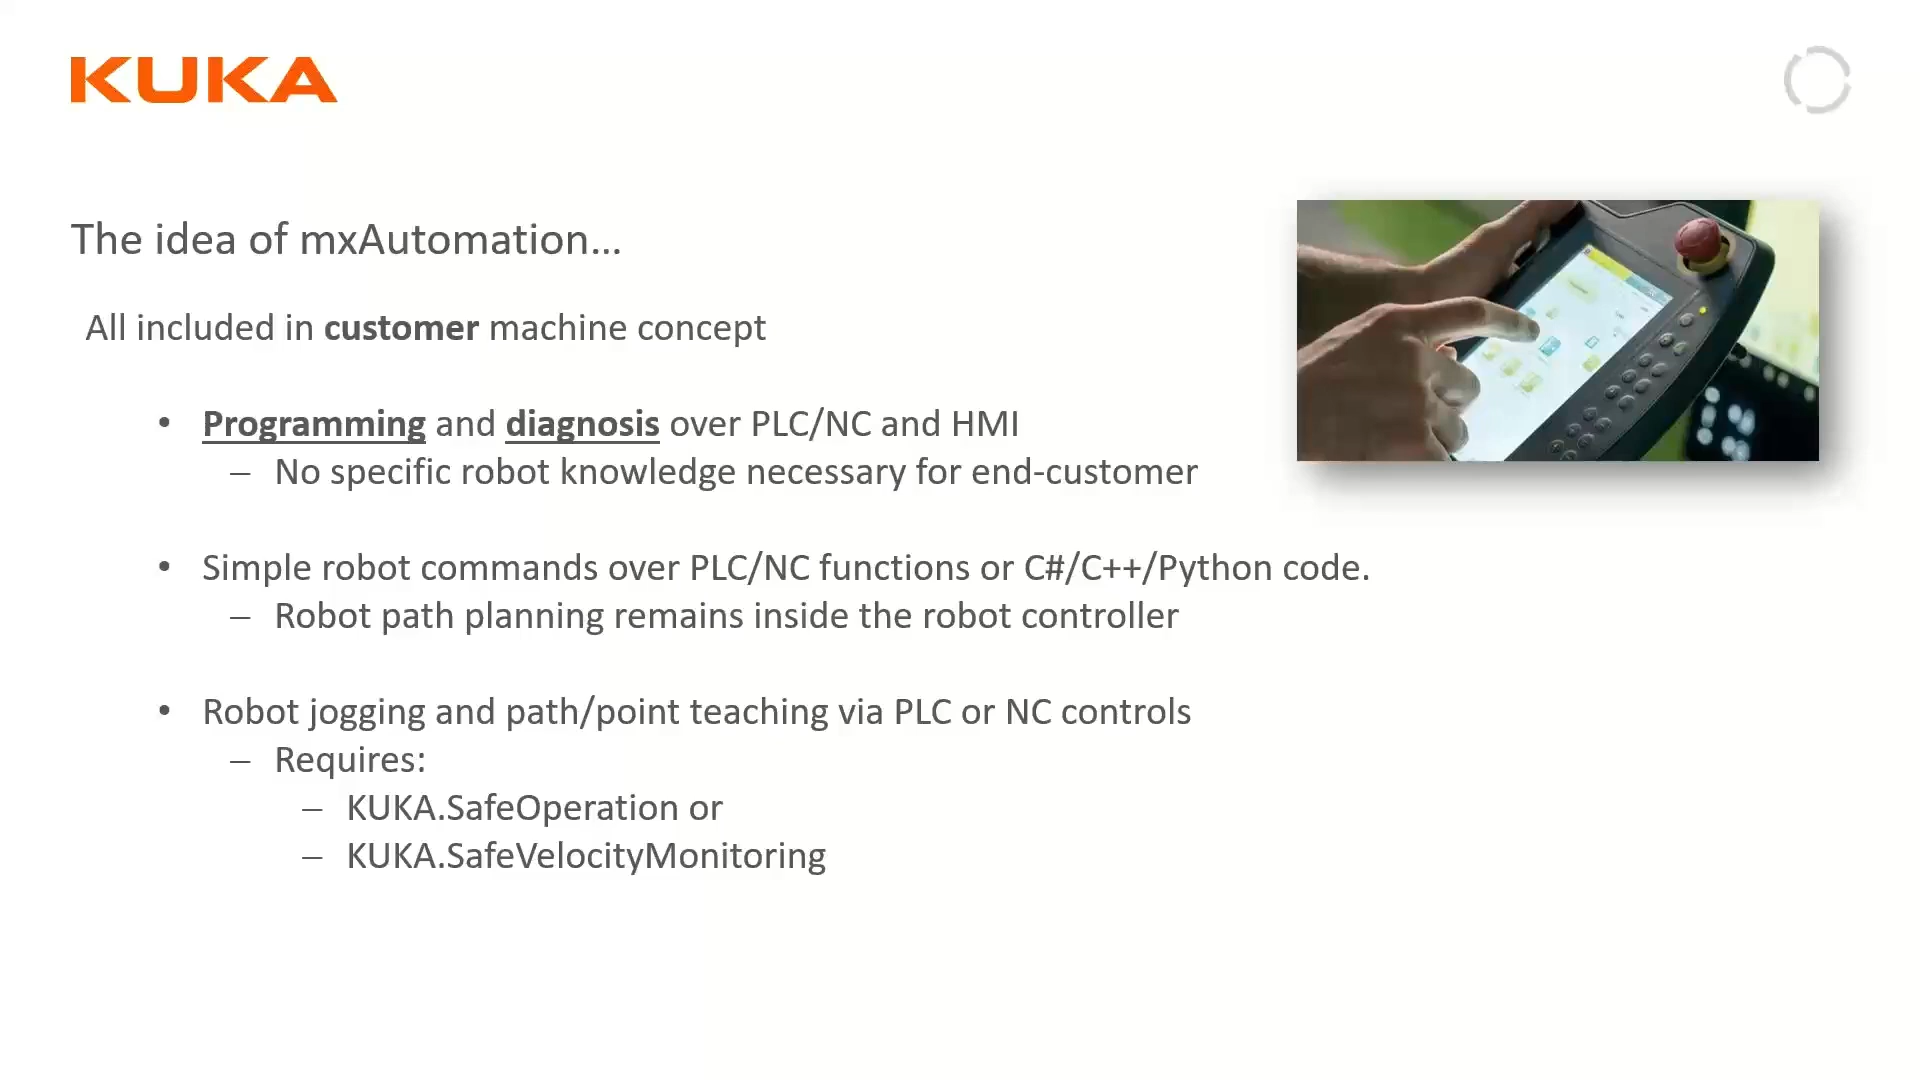 KUKA
The idea of mxAutomation...
All included in customer machine concept
• Programming and diagnosis over PLC/NC and HMI
– No specific robot knowledge necessary for end-customer
• Simple robot commands over PLC/NC functions or C#/C++/Python code.
– Robot path planning remains inside the robot controller
• Robot jogging and path/point teaching via PLC or NC controls
– Requires:
– KUKA.SafeOperation or
– KUKA.SafeVelocityMonitoring